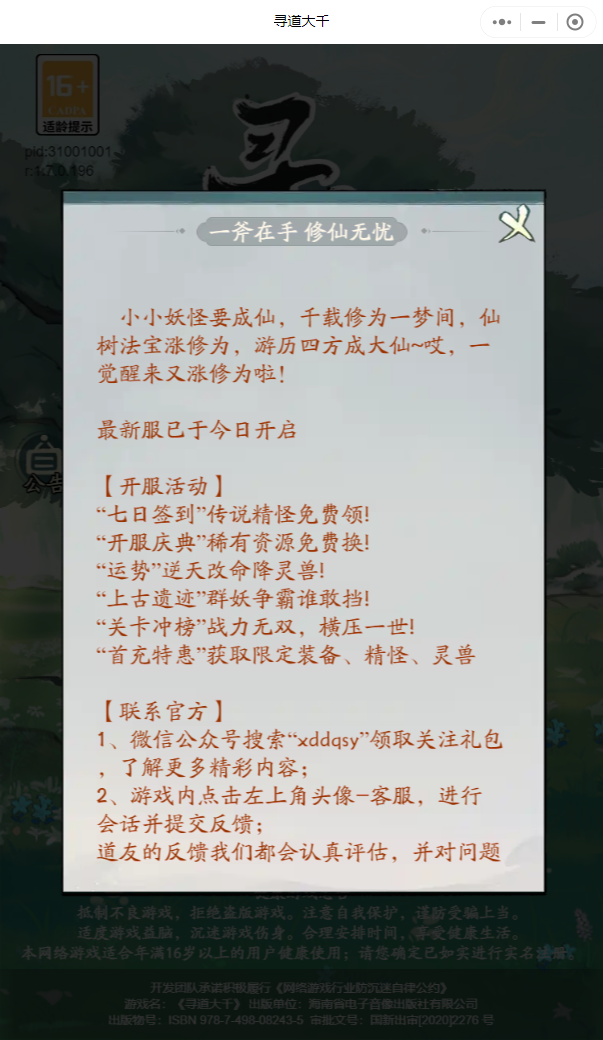 寻道大千
16+
CADPA
适龄提示
pid:31001001
r:1.7.0.196
寻
一斧在手 修仙无忧
小小妖怪要成仙，千载修为一梦间，仙
树法宝涨修为，游历四方成大仙~哎，一
觉醒来又涨修为啦！
最新服已于今日开启
【开服活动】
“七日签到”传说精怪免费领!
“开服庆典”稀有资源免费换!
“运势”逆天改命降灵兽!
“上古遗迹”群妖争霸谁敢挡!
“关卡冲榜”战力无双，横压一世!
“首充特惠”获取限定装备、精怪、灵兽
公告
【联系官方】
1、微信公众号搜索“xddqsy”领取关注礼包
，了解更多精彩内容；
2、游戏内点击左上角头像-客服，进行
会话并提交反馈；
道友的反馈我们都会认真评估，并对问题
抵制不良游戏，拒绝盗版游戏。注意自我保护，谨防受骗上当。
适度游戏益脑，沉迷游戏伤身。合理安排时间，享受健康生活。
本网络游戏适合年满16岁以上的用户健康使用；请您确定已如实进行实名注册。
开发团队承诺积极履行《网络游戏行业防沉迷自律公约》
游戏名：《寻道大千》 出版单位：海南省电子音像出版社有限公司
出版物号：ISBN 978-7-498-08243-5 审批文号：国新出审[2020]2276 号